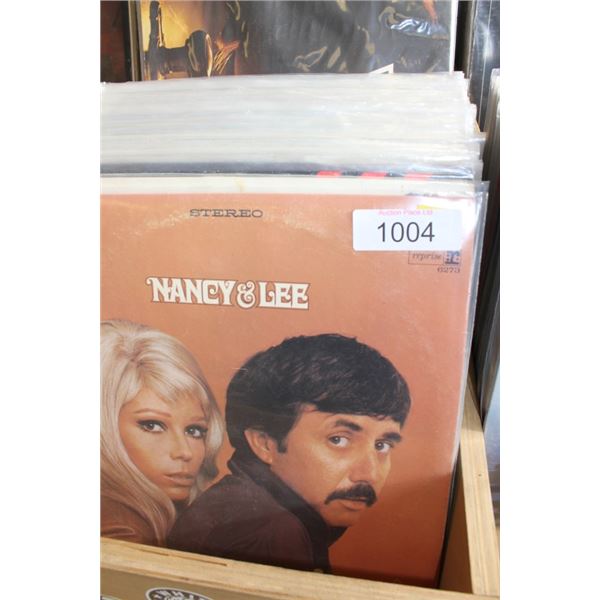 STEREO
Auction Place Ltd
1004
reprise
6273
NANCY & LEE